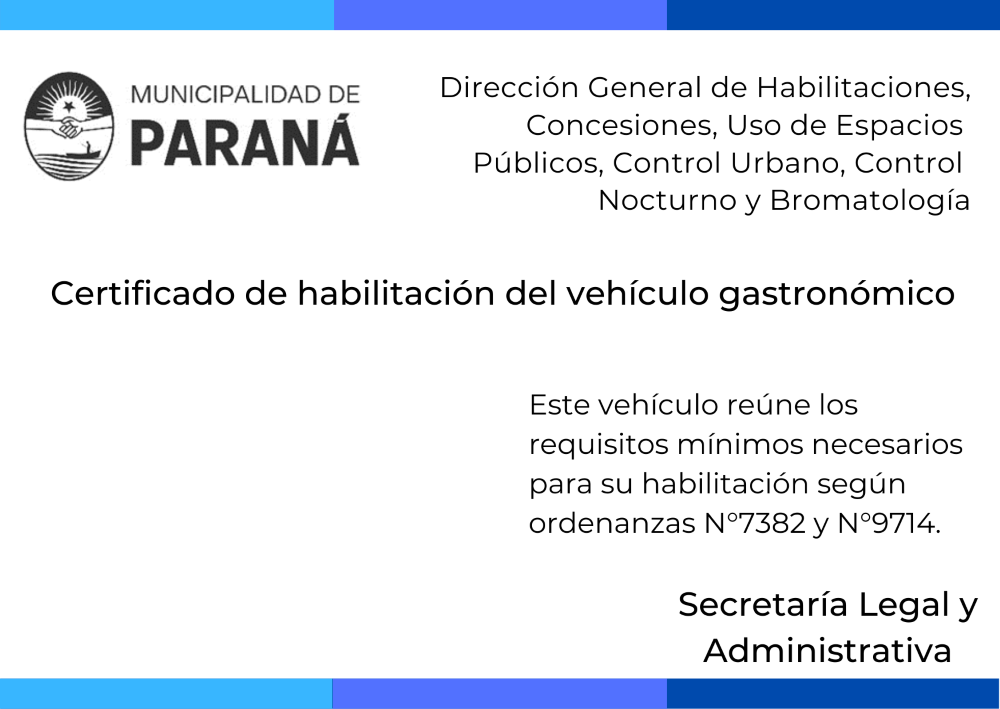 MUNICIPALIDAD DE
PARANÁ
Dirección General de Habilitaciones,
Concesiones, Uso de Espacios
Públicos, Control Urbano, Control
Nocturno y Bromatología
Certificado de habilitación del vehículo gastronómico
Este vehículo reúne los
requisitos mínimos necesarios
para su habilitación según
ordenanzas N°7382 y N°9714.
Secretaría Legal y
Administrativa